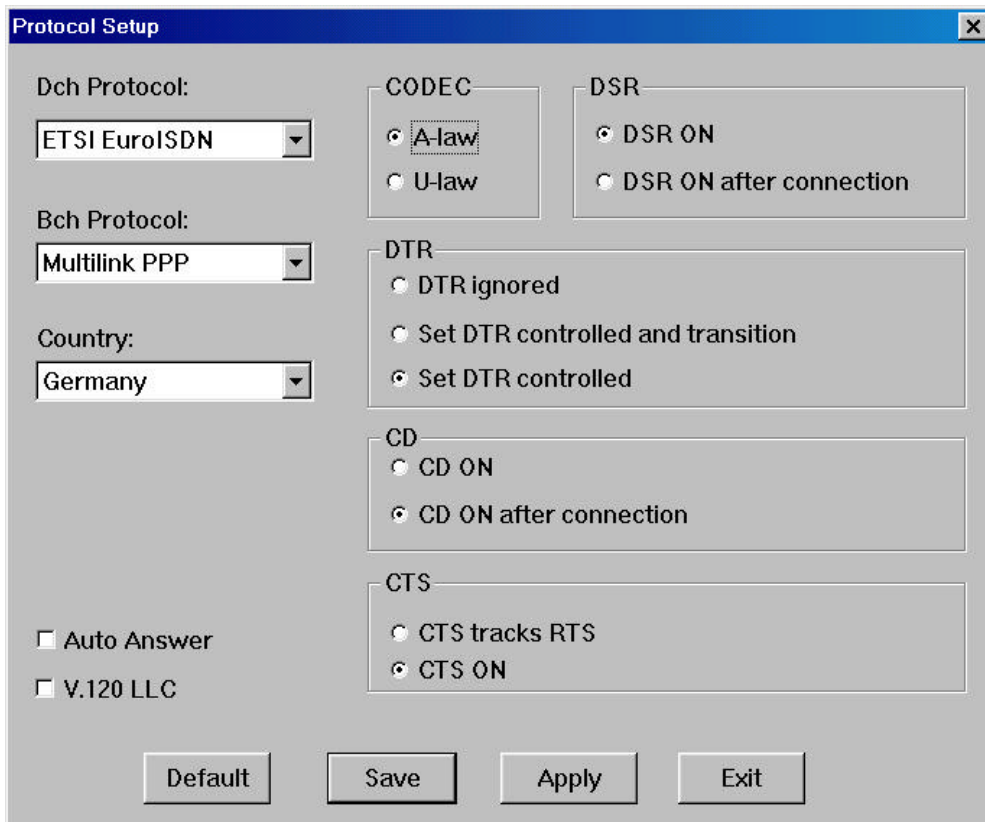 Protocol Setup
Dch Protocol:
ETSI EuroISDN
Bch Protocol:
Multilink PPP
Country:
Germany
Auto Answer
V.120 LLC
CODEC
A-law
U-law
DSR
DSR ON
DSR ON after connection
DTR
DTR ignored
Set DTR controlled and transition
Set DTR controlled
CD
CD ON
CD ON after connection
CTS
CTS tracks RTS
CTS ON
Default
Save
Apply
Exit